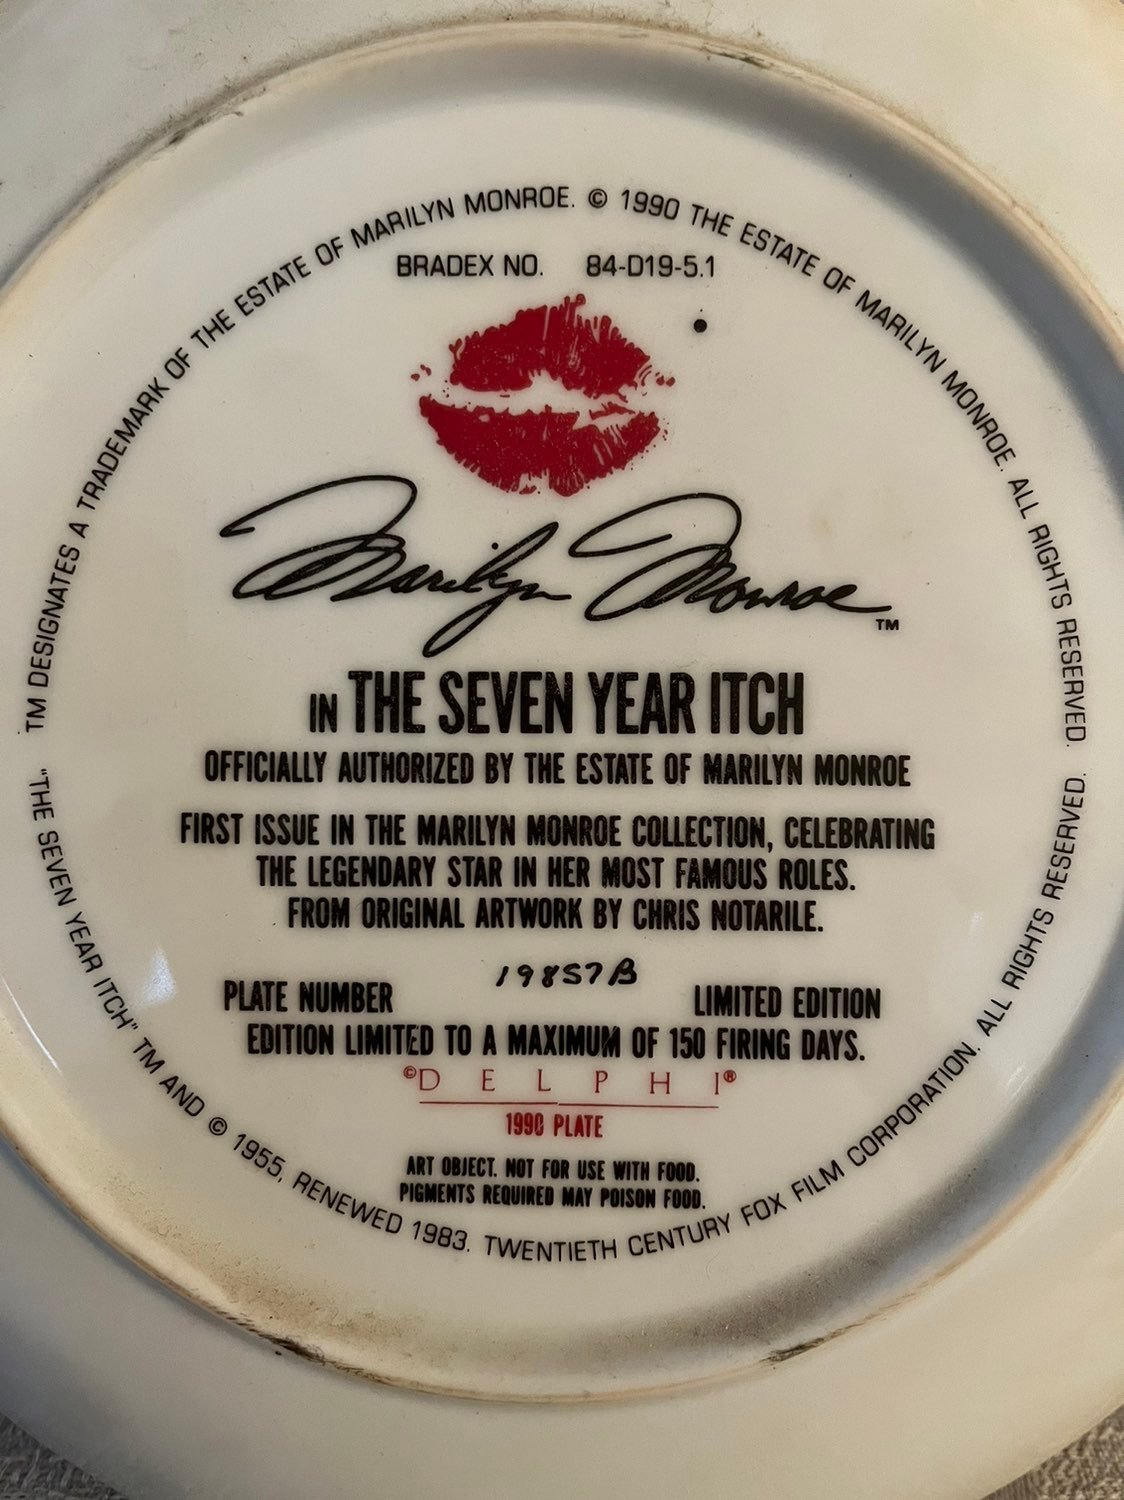 TM DESIGNATES A TRADEMARK OF THE ESTATE OF MARILYN MONROE. © 1990 THE ESTATE OF MARILYN MONROE. ALL RIGHTS RESERVED.
BRADEX NO. 84-D19-5.1
Marilyn Monroe TM
IN THE SEVEN YEAR ITCH
OFFICIALLY AUTHORIZED BY THE ESTATE OF MARILYN MONROE
FIRST ISSUE IN THE MARILYN MONROE COLLECTION, CELEBRATING
THE LEGENDARY STAR IN HER MOST FAMOUS ROLES.
FROM ORIGINAL ARTWORK BY CHRIS NOTARILE.
PLATE NUMBER 19857B LIMITED EDITION
EDITION LIMITED TO A MAXIMUM OF 150 FIRING DAYS.
©DELPHI®
1990 PLATE
ART OBJECT. NOT FOR USE WITH FOOD.
PIGMENTS REQUIRED MAY POISON FOOD.
"THE SEVEN YEAR ITCH" TM AND © 1955, RENEWED 1983. TWENTIETH CENTURY FOX FILM CORPORATION. ALL RIGHTS RESERVED.